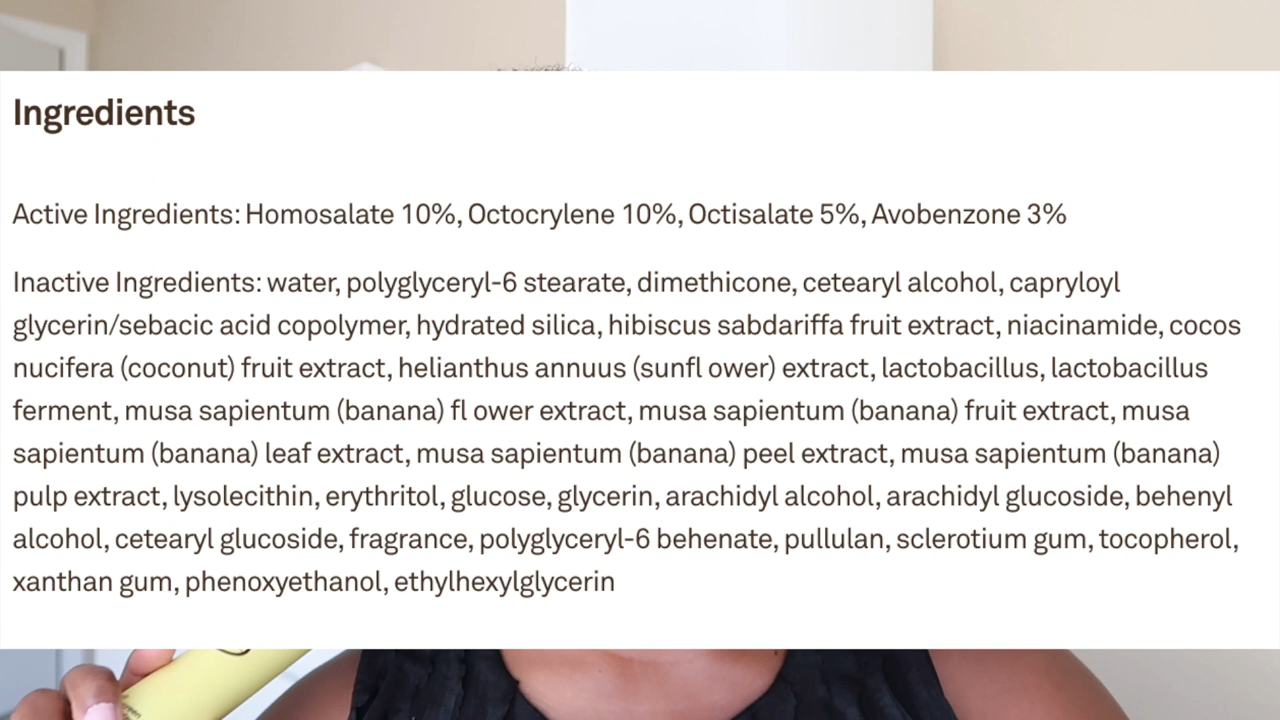 Ingredients
Active Ingredients: Homosalate 10%, Octocrylene 10%, Octisalate 5%, Avobenzone 3%
Inactive Ingredients: water, polyglyceryl-6 stearate, dimethicone, cetearyl alcohol, capryloyl
glycerin/sebacic acid copolymer, hydrated silica, hibiscus sabdariffa fruit extract, niacinamide, cocos
nucifera (coconut) fruit extract, helianthus annuus (sunfl ower) extract, lactobacillus, lactobacillus
ferment, musa sapientum (banana) fl ower extract, musa sapientum (banana) fruit extract, musa
sapientum (banana) leaf extract, musa sapientum (banana) peel extract, musa sapientum (banana)
pulp extract, lysolecithin, erythritol, glucose, glycerin, arachidyl alcohol, arachidyl glucoside, behenyl
alcohol, cetearyl glucoside, fragrance, polyglyceryl-6 behenate, pullulan, sclerotium gum, tocopherol,
xanthan gum, phenoxyethanol, ethylhexylglycerin